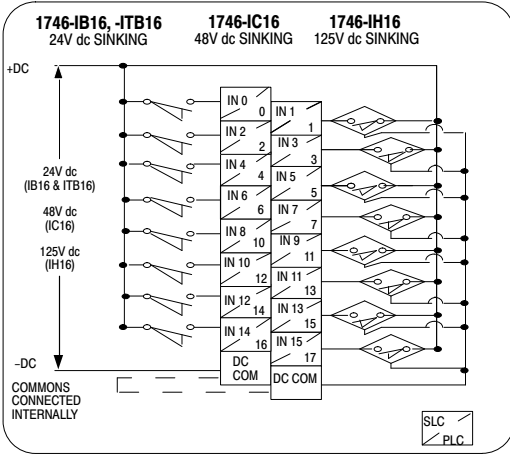 1746-IB16, -ITB16
24V dc SINKING
1746-IC16
48V dc SINKING
1746-IH16
125V dc SINKING
+DC
24V dc
(IB16 & ITB16)
48V dc
(IC16)
125V dc
(IH16)
–DC
COMMONS
CONNECTED
INTERNALLY
IN 0
0
IN 1
1
IN 2
2
IN 3
3
IN 4
4
IN 5
5
IN 6
6
IN 7
7
IN 8
10
IN 9
11
IN 10
12
IN 11
13
IN 12
14
IN 13
15
IN 14
16
IN 15
17
DC
COM
DC COM
SLC
PLC